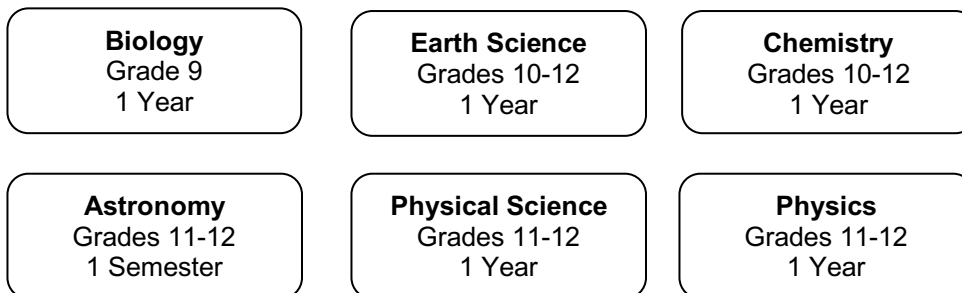 Biology
Grade 9
1 Year
Earth Science
Grades 10-12
1 Year
Chemistry
Grades 10-12
1 Year
Astronomy
Grades 11-12
1 Semester
Physical Science
Grades 11-12
1 Year
Physics
Grades 11-12
1 Year